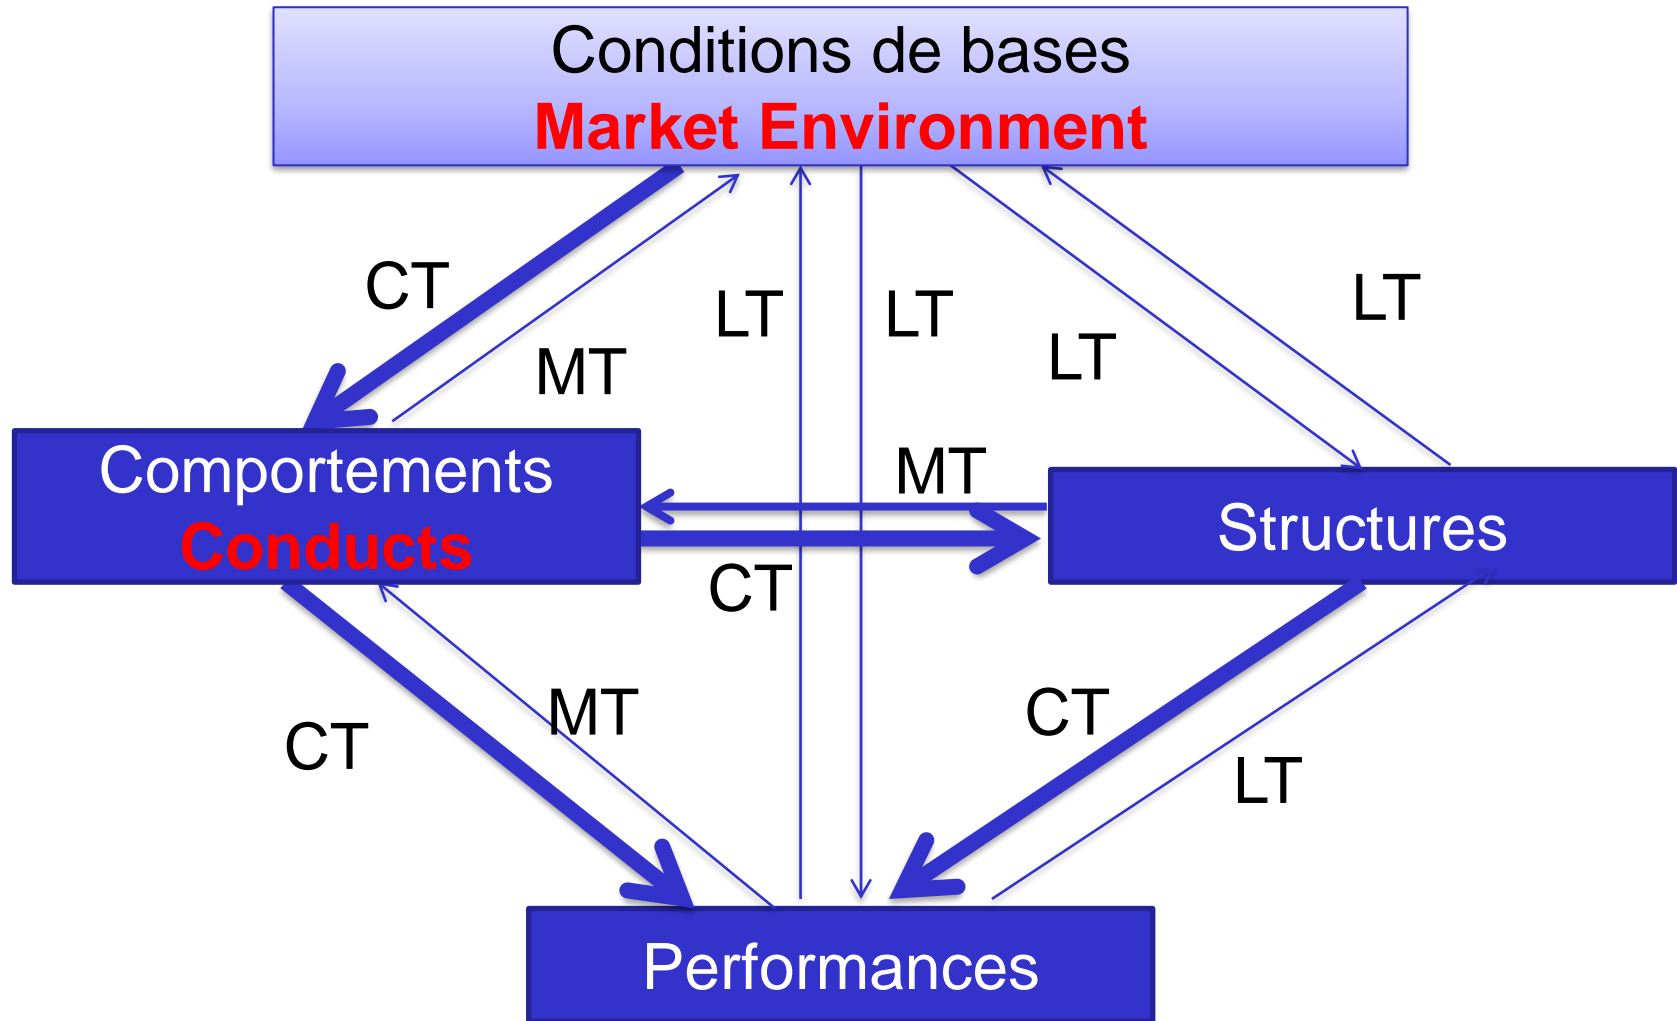 Conditions de bases
Market Environment
CT
LT
LT
LT
LT
MT
Comportements
Conducts
MT
Structures
CT
MT
CT
CT
LT
Performances